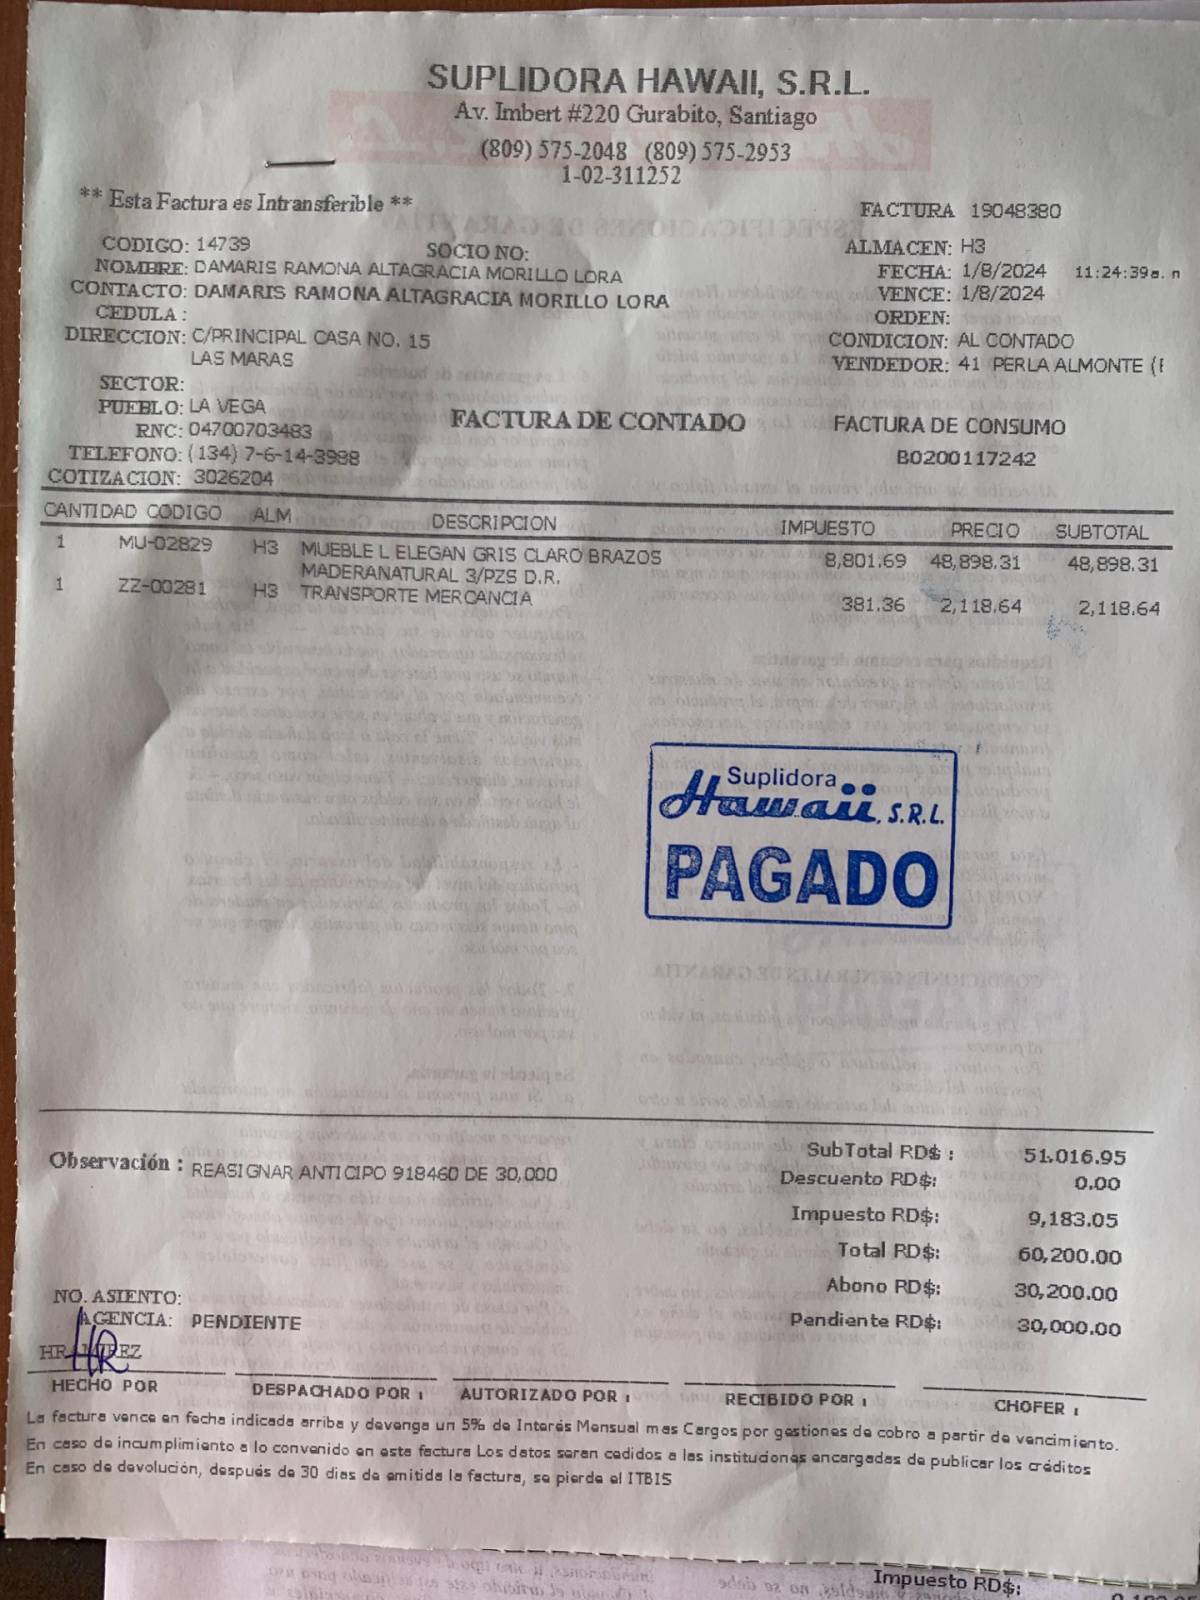 SUPLIDORA HAWAII, S.R.L.
Av. Imbert #220 Gurabito, Santiago
(809) 575-2048 (809) 575-2953
1-02-311252
** Esta Factura es Intransferible **
FACTURA 19048380
CODIGO: 14739 SOCIO NO: ALMACEN: H3
NOMBRE: DAMARIS RAMONA ALTAGRACIA MORILLO LORA FECHA: 1/8/2024 11:24:39a. n
CONTACTO: DAMARIS RAMONA ALTAGRACIA MORILLO LORA VENCE: 1/8/2024
CEDULA : ORDEN:
DIRECCION: C/PRINCIPAL CASA NO. 15 CONDICION: AL CONTADO
LAS MARAS VENDEDOR: 41 PERLA ALMONTE (
SECTOR:
PUEBLO: LA VEGA FACTURA DE CONTADO FACTURA DE CONSUMO
RNC: 04700703483
TELEFONO: (134) 7-6-14-3988 B0200117242
COTIZACION: 3026204
CANTIDAD CODIGO ALM DESCRIPCION IMPUESTO PRECIO SUBTOTAL
1 MU-02829 H3 MUEBLE L ELEGAN GRIS CLARO BRAZOS 8,801.69 48,898.31 48,898.31
MADERANATURAL 3/PZS D.R.
1 ZZ-00281 H3 TRANSPORTE MERCANCIA 381.36 2,118.64 2,118.64
Suplidora
Hawaii, S.R.L.
PAGADO
Observación : REASIGNAR ANTICIPO 918460 DE 30,000
SubTotal RD$ : 51,016.95
Descuento RD$: 0.00
Impuesto RD$: 9,183.05
Total RD$: 60,200.00
Abono RD$: 30,200.00
Pendiente RD$: 30,000.00
NO. ASIENTO:
AGENCIA: PENDIENTE
HRAMIREZ
HR
HECHO POR DESPACHADO POR : AUTORIZADO POR : RECIBIDO POR : CHOFER :
La factura vence en fecha indicada arriba y devenga un 5% de Interés Mensual mas Cargos por gestiones de cobro a partir de vencimiento.
En caso de incumplimiento a lo convenido en esta factura Los datos seran cedidos a las instituciones encargadas de publicar los créditos
En caso de devolución, después de 30 dias de emitida la factura, se pierde el ITBIS
Impuesto RD$: